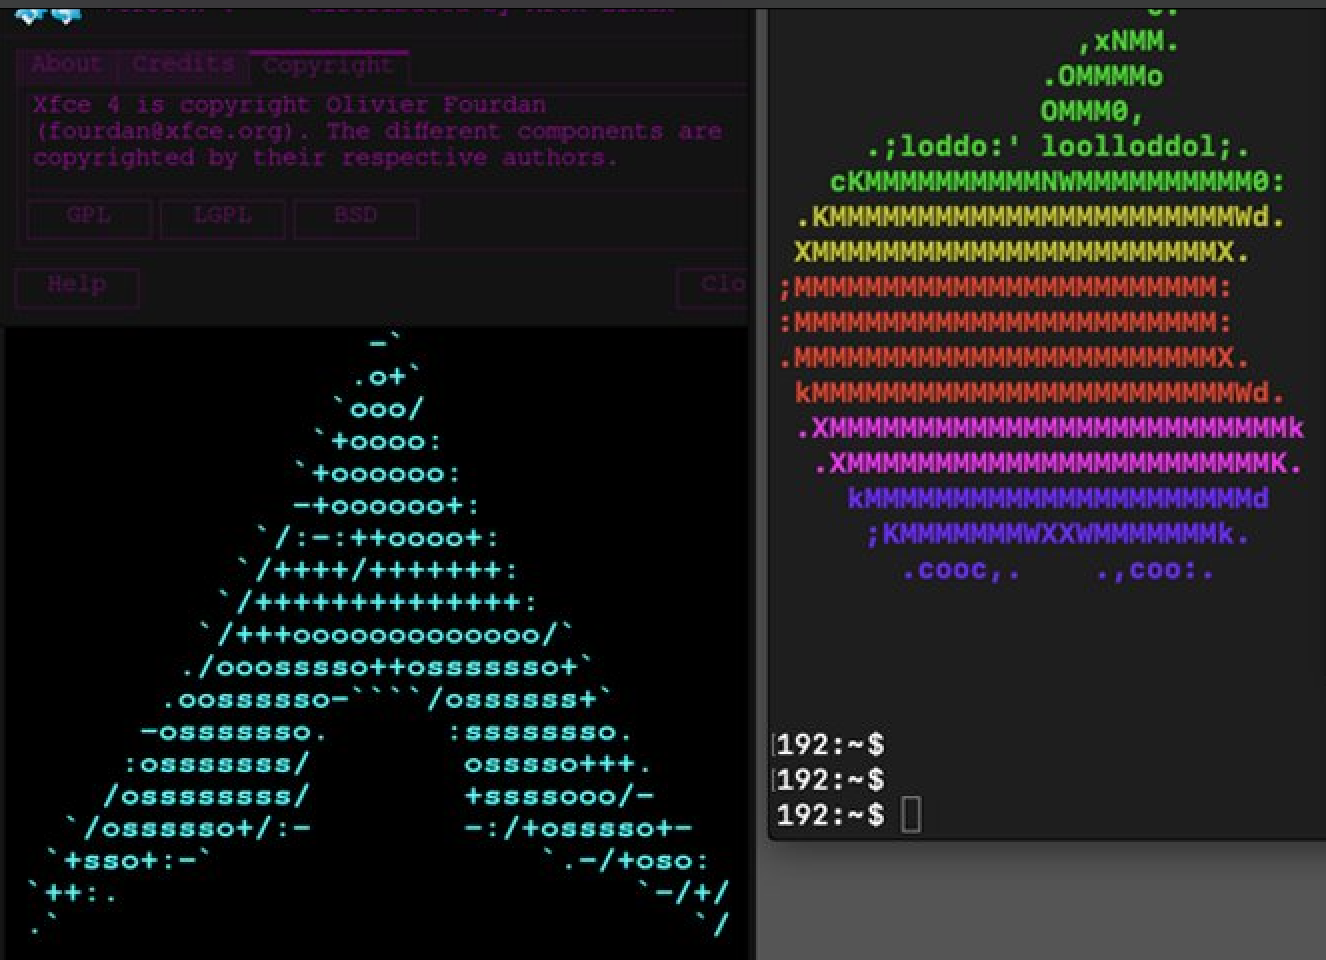 About Credits Copyright
Xfce 4 is copyright Olivier Fourdan
(fourdan@xfce.org). The different components are
copyrighted by their respective authors.
GPL LGPL BSD
Help Clo
-`
.o+`
`ooo/
`+oooo:
`+oooooo:
-+oooooo+:
`/:-:++oooo+:
`/++++/+++++++:
`/++++++++++++++:
`/+++ooooooooooooo/`
./ooosssso++osssssso+`
.oossssso-````/ossssss+`
-osssssso.      :ssssssso.
:osssssss/        osssso+++.
/ossssssss/        +ssssooo/-
`/ossssso+/:-        -:/+osssso+-
`+sso+:-`                 `.-/+oso:
`++:.                           `-/+/
.`                                 `/
c.
,xNMM.
.OMMMMo
OMMM0,
.;loddo:' loolloddol;.
cKMMMMMMMMMMNWMMMMMMMMMM0:
.KMMMMMMMMMMMMMMMMMMMMMMMWd.
XMMMMMMMMMMMMMMMMMMMMMMMX.
;MMMMMMMMMMMMMMMMMMMMMMMM:
:MMMMMMMMMMMMMMMMMMMMMMMM:
.MMMMMMMMMMMMMMMMMMMMMMMMX.
kMMMMMMMMMMMMMMMMMMMMMMMMWd.
.XMMMMMMMMMMMMMMMMMMMMMMMMMMk
.XMMMMMMMMMMMMMMMMMMMMMMMMK.
kMMMMMMMMMMMMMMMMMMMMMMd
;KMMMMMMMWXXWMMMMMMMk.
.cooc,.    .,coo:.
192:~$
192:~$
192:~$